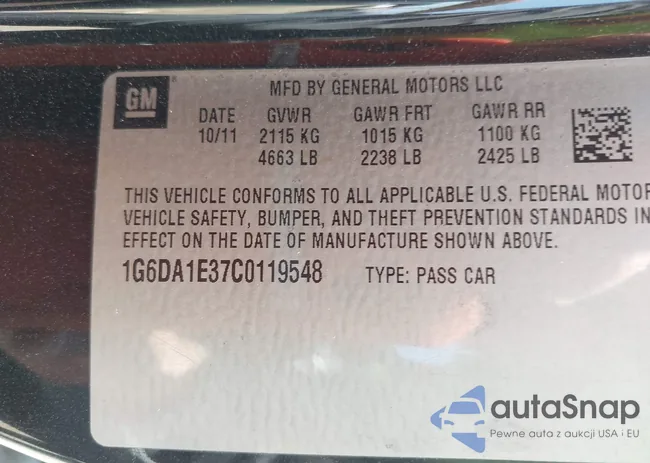 GM
MFD BY GENERAL MOTORS LLC
DATE GVWR GAWR FRT GAWR RR
10/11 2115 KG 1015 KG 1100 KG
4663 LB 2238 LB 2425 LB
THIS VEHICLE CONFORMS TO ALL APPLICABLE U.S. FEDERAL MOTOR
VEHICLE SAFETY, BUMPER, AND THEFT PREVENTION STANDARDS IN
EFFECT ON THE DATE OF MANUFACTURE SHOWN ABOVE.
1G6DA1E37C0119548 TYPE: PASS CAR
autaSnap
Pewne auta z aukcji USA i EU